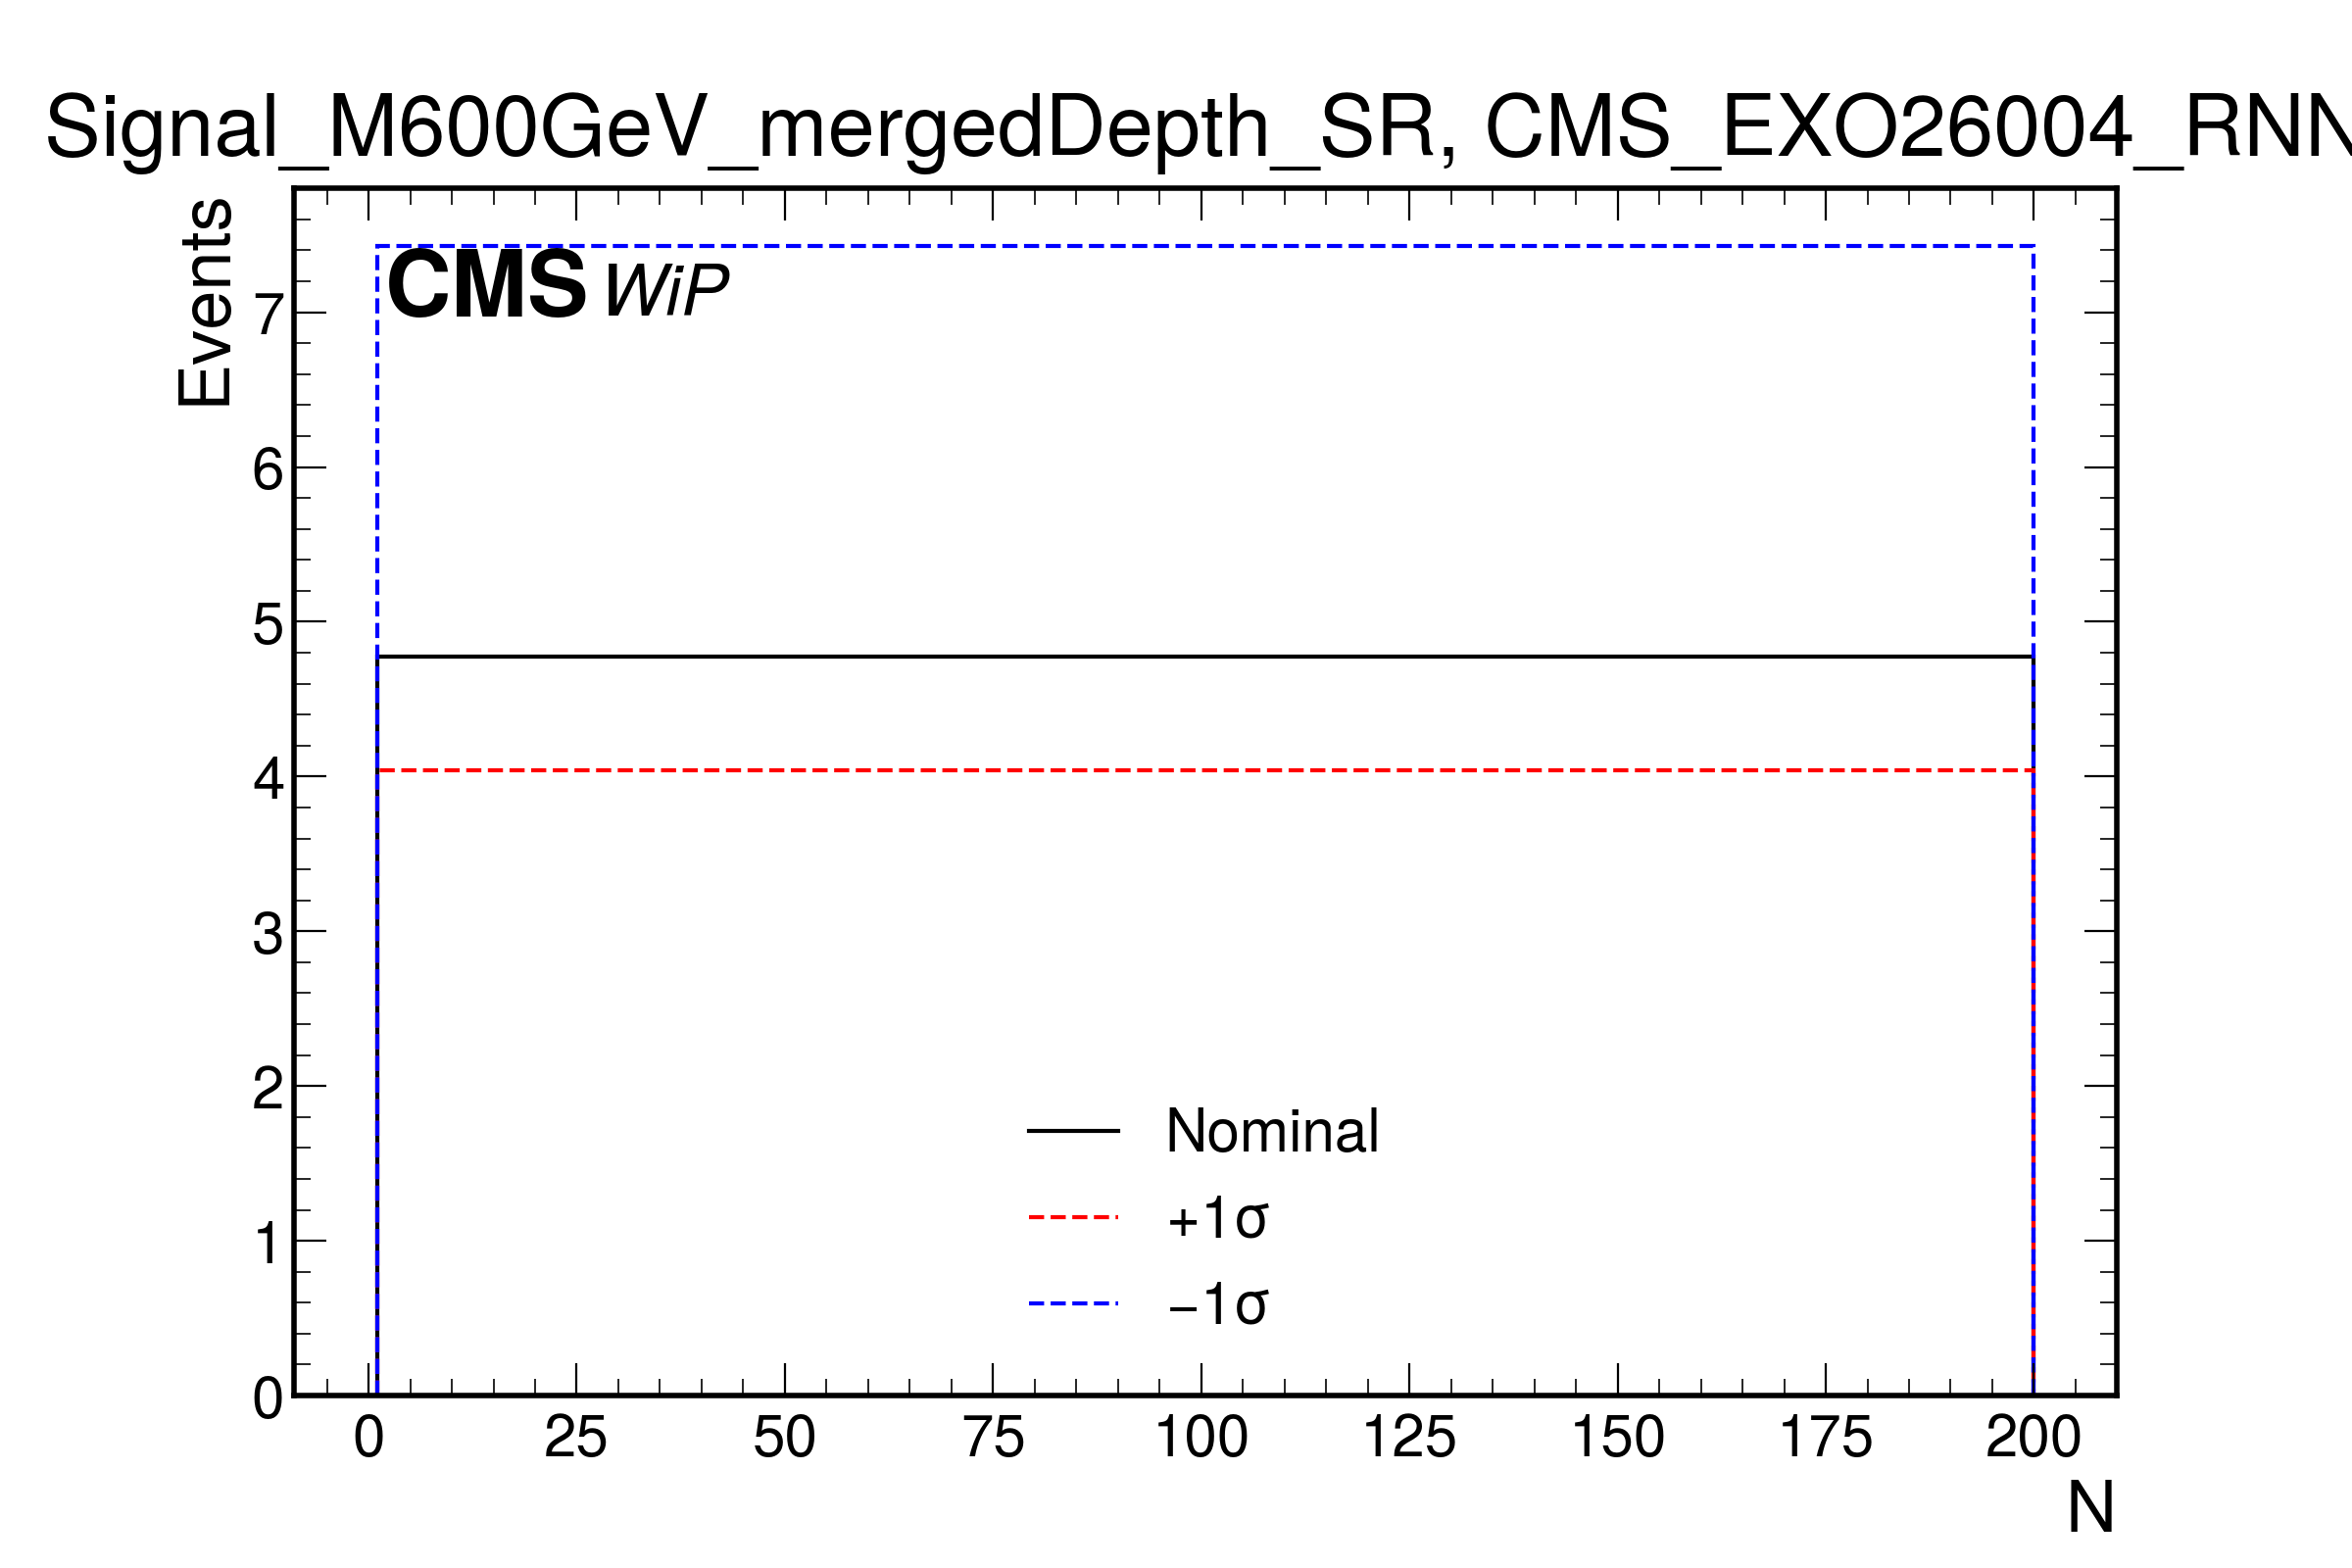 Signal_M600GeV_mergedDepth_SR, CMS_EXO26004_RNN
Events
CMS WiP
7
6
5
4
3
2
1
0
Nominal
+1σ
−1σ
0 25 50 75 100 125 150 175 200
N